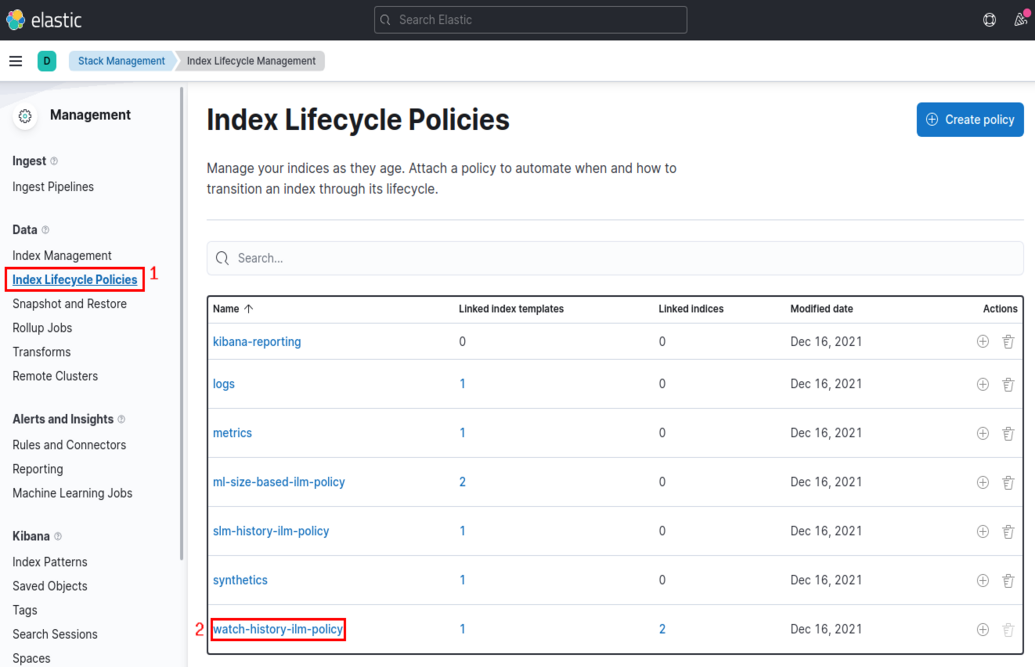 elastic
Search Elastic
D Stack Management Index Lifecycle Management
Management
Ingest
Ingest Pipelines
Data
Index Management
Index Lifecycle Policies 1
Snapshot and Restore
Rollup Jobs
Transforms
Remote Clusters
Alerts and Insights
Rules and Connectors
Reporting
Machine Learning Jobs
Kibana
Index Patterns
Saved Objects
Tags
Search Sessions
Spaces
Index Lifecycle Policies
Create policy
Manage your indices as they age. Attach a policy to automate when and how to
transition an index through its lifecycle.
Search...
Name Linked index templates Linked indices Modified date Actions
kibana-reporting 0 0 Dec 16, 2021
logs 1 0 Dec 16, 2021
metrics 1 0 Dec 16, 2021
ml-size-based-ilm-policy 2 0 Dec 16, 2021
slm-history-ilm-policy 1 0 Dec 16, 2021
synthetics 1 0 Dec 16, 2021
2 watch-history-ilm-policy 1 2 Dec 16, 2021